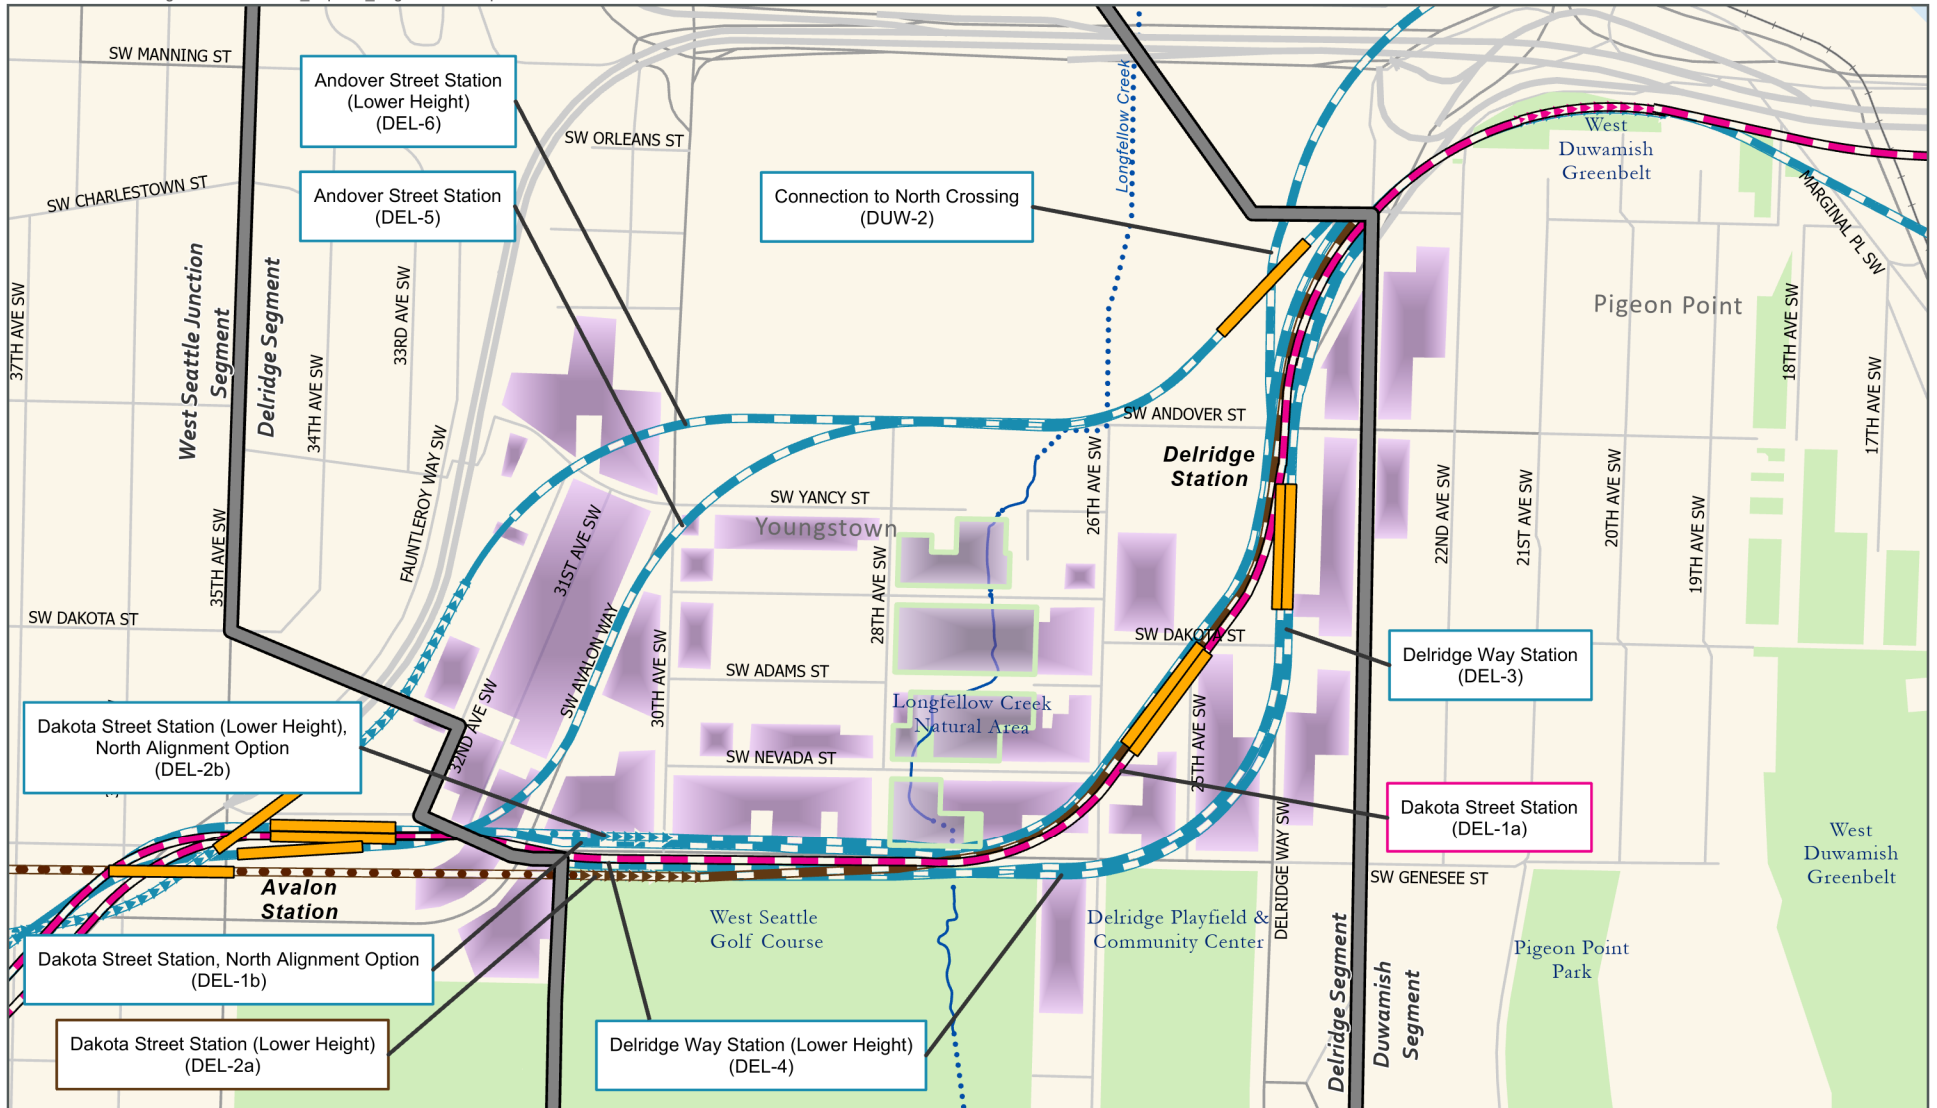 SW MANNING ST
Andover Street Station
(Lower Height)
(DEL-6)
SW ORLEANS ST
Longfellow Creek
West
Duwamish
Greenbelt
SW CHARLESTOWN ST
Andover Street Station
(DEL-5)
Connection to North Crossing
(DUW-2)
MARGINAL PL SW
West Seattle Junction
Segment
Delridge Segment
37TH AVE SW
33RD AVE SW
34TH AVE SW
Pigeon Point
18TH AVE SW
17TH AVE SW
SW ANDOVER ST
Delridge
Station
FAUNTLEROY WAY SW
35TH AVE SW
31ST AVE SW
SW YANCY ST
Youngstown
26TH AVE SW
22ND AVE SW
21ST AVE SW
20TH AVE SW
19TH AVE SW
28TH AVE SW
SW DAKOTA ST
SW DAKOTA ST
SW AVALON WAY
30TH AVE SW
SW ADAMS ST
Delridge Way Station
(DEL-3)
32ND AVE SW
Longfellow Creek
Natural Area
25TH AVE SW
Dakota Street Station (Lower Height),
North Alignment Option
(DEL-2b)
SW NEVADA ST
Dakota Street Station
(DEL-1a)
DELRIDGE WAY SW
West
Duwamish
Greenbelt
Avalon
Station
SW GENESEE ST
West Seattle
Golf Course
Delridge Playfield &
Community Center
Pigeon Point
Park
Dakota Street Station, North Alignment Option
(DEL-1b)
Delridge Segment
Duwamish
Segment
Dakota Street Station (Lower Height)
(DEL-2a)
Delridge Way Station (Lower Height)
(DEL-4)